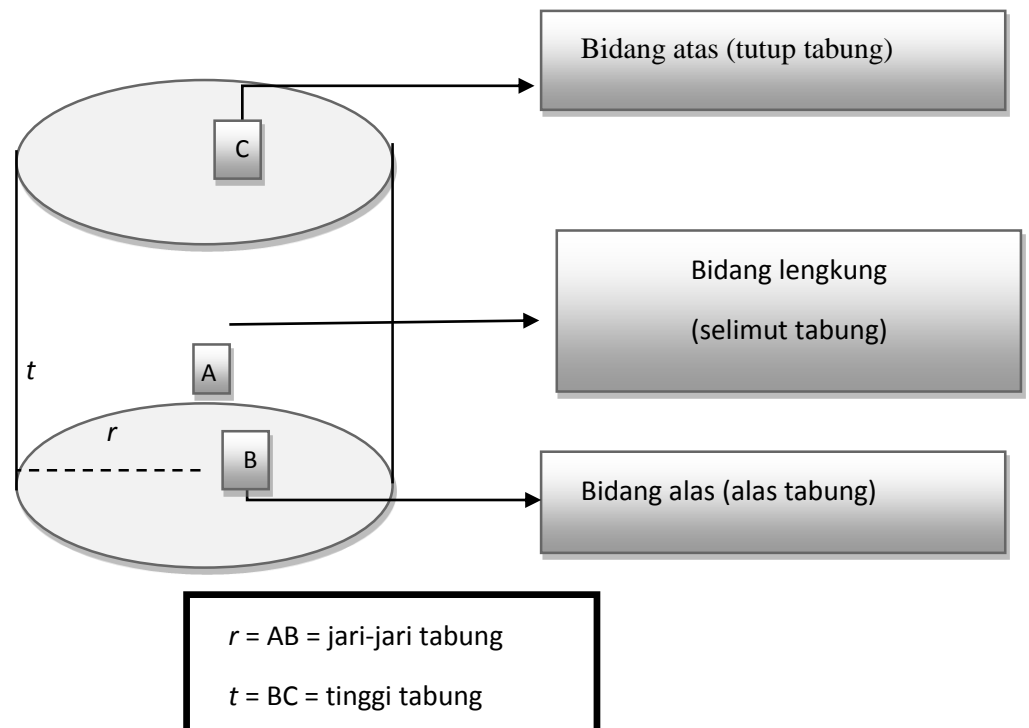 Bidang atas (tutup tabung)
C
Bidang lengkung
(selimut tabung)
A
t
r
B
Bidang alas (alas tabung)
r = AB = jari-jari tabung
t = BC = tinggi tabung